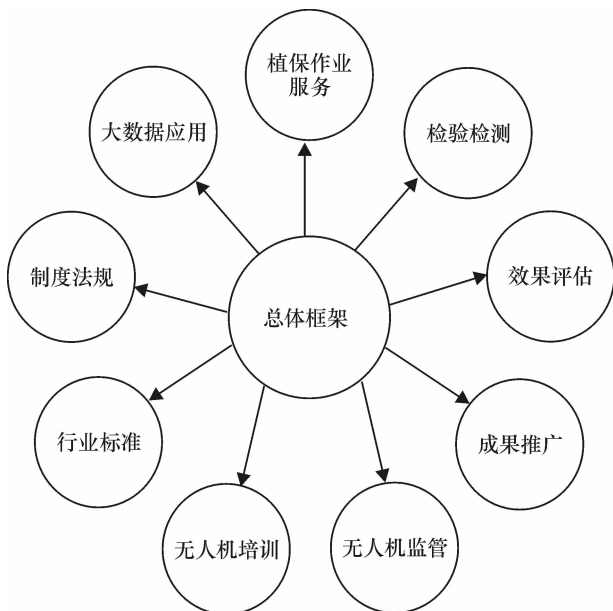 植保作业
服务
大数据应用
检验检测
制度法规
效果评估
总体框架
行业标准
成果推广
无人机培训
无人机监管